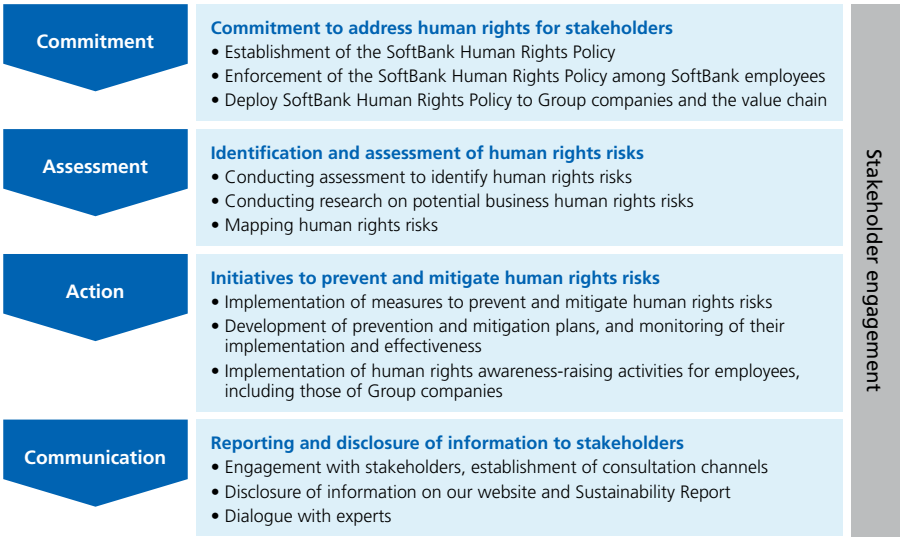 Commitment
Commitment to address human rights for stakeholders
• Establishment of the SoftBank Human Rights Policy
• Enforcement of the SoftBank Human Rights Policy among SoftBank employees
• Deploy SoftBank Human Rights Policy to Group companies and the value chain
Assessment
Identification and assessment of human rights risks
• Conducting assessment to identify human rights risks
• Conducting research on potential business human rights risks
• Mapping human rights risks
Action
Initiatives to prevent and mitigate human rights risks
• Implementation of measures to prevent and mitigate human rights risks
• Development of prevention and mitigation plans, and monitoring of their
implementation and effectiveness
• Implementation of human rights awareness-raising activities for employees,
including those of Group companies
Communication
Reporting and disclosure of information to stakeholders
• Engagement with stakeholders, establishment of consultation channels
• Disclosure of information on our website and Sustainability Report
• Dialogue with experts
Stakeholder engagement